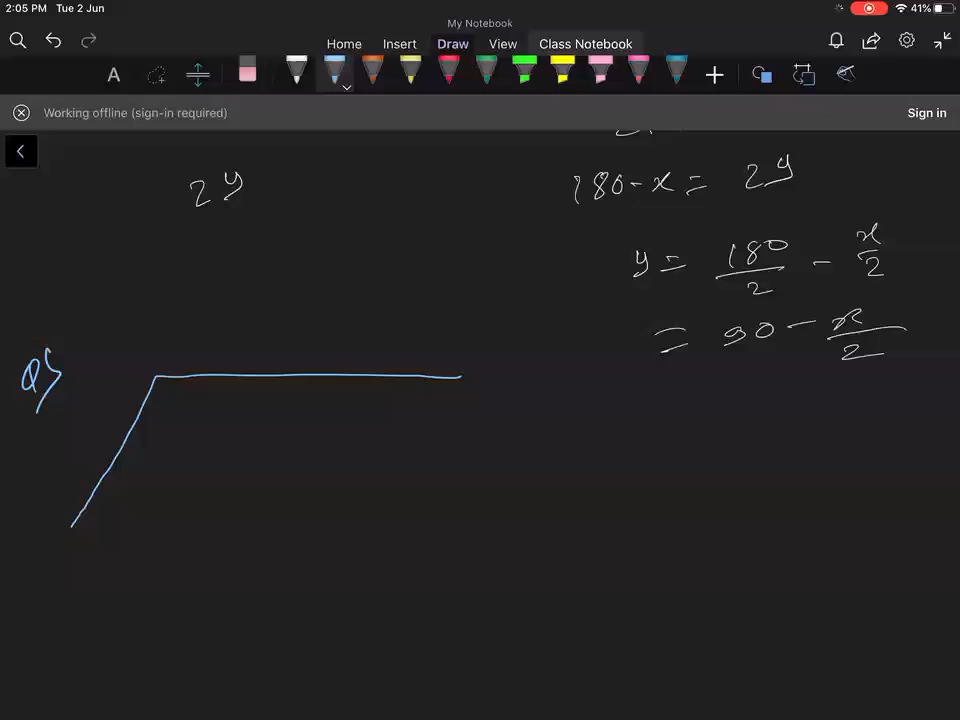 2:05 PM Tue 2 Jun
41%
My Notebook
Home Insert Draw View Class Notebook
A
Working offline (sign-in required)
Sign in
2y
180 - x = 2y
y = 180/2 - x/2
= 90 - x/2
Q)